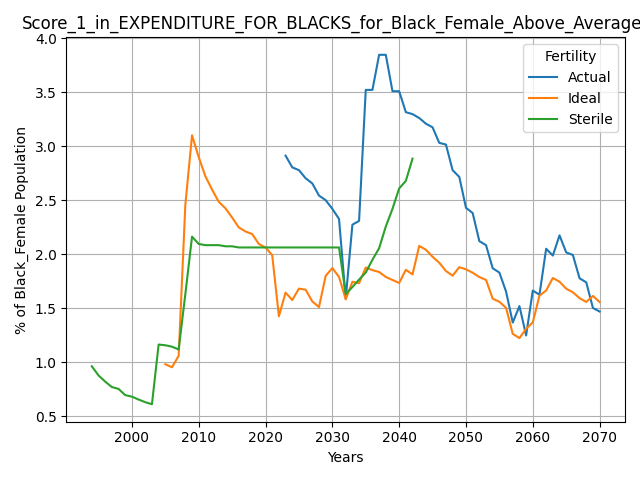 Score_1_in_EXPENDITURE_FOR_BLACKS_for_Black_Female_Above_Average
Fertility
Actual
Ideal
Sterile
% of Black_Female Population
4.0
3.5
3.0
2.5
2.0
1.5
1.0
0.5
2000 2010 2020 2030 2040 2050 2060 2070
Years